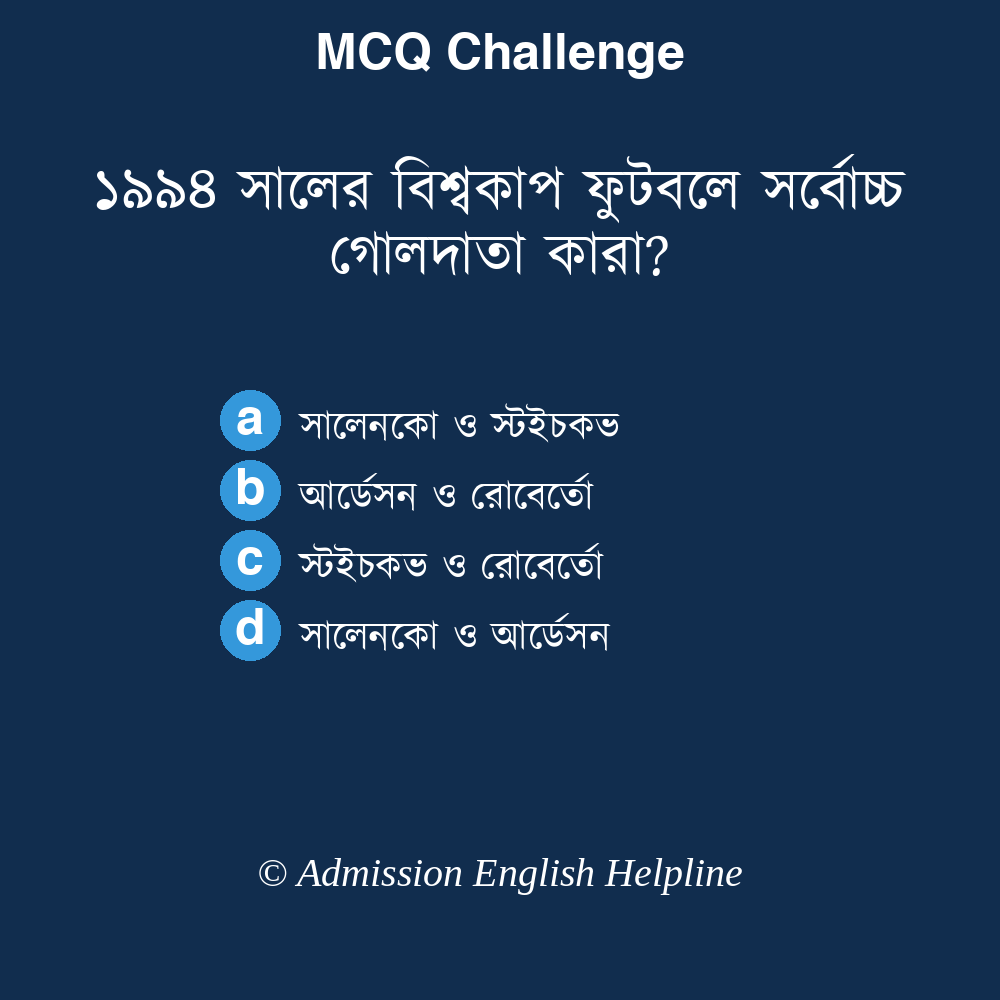 MCQ Challenge
১৯৯৪ সালের বিশ্বকাপ ফুটবলে সর্বোচ্চ
গোলদাতা কারা?
a সালেনকো ও স্টইচকভ
b আর্ডেসন ও রোবের্তো
c স্টইচকভ ও রোবের্তো
d সালেনকো ও আর্ডেসন
© Admission English Helpline